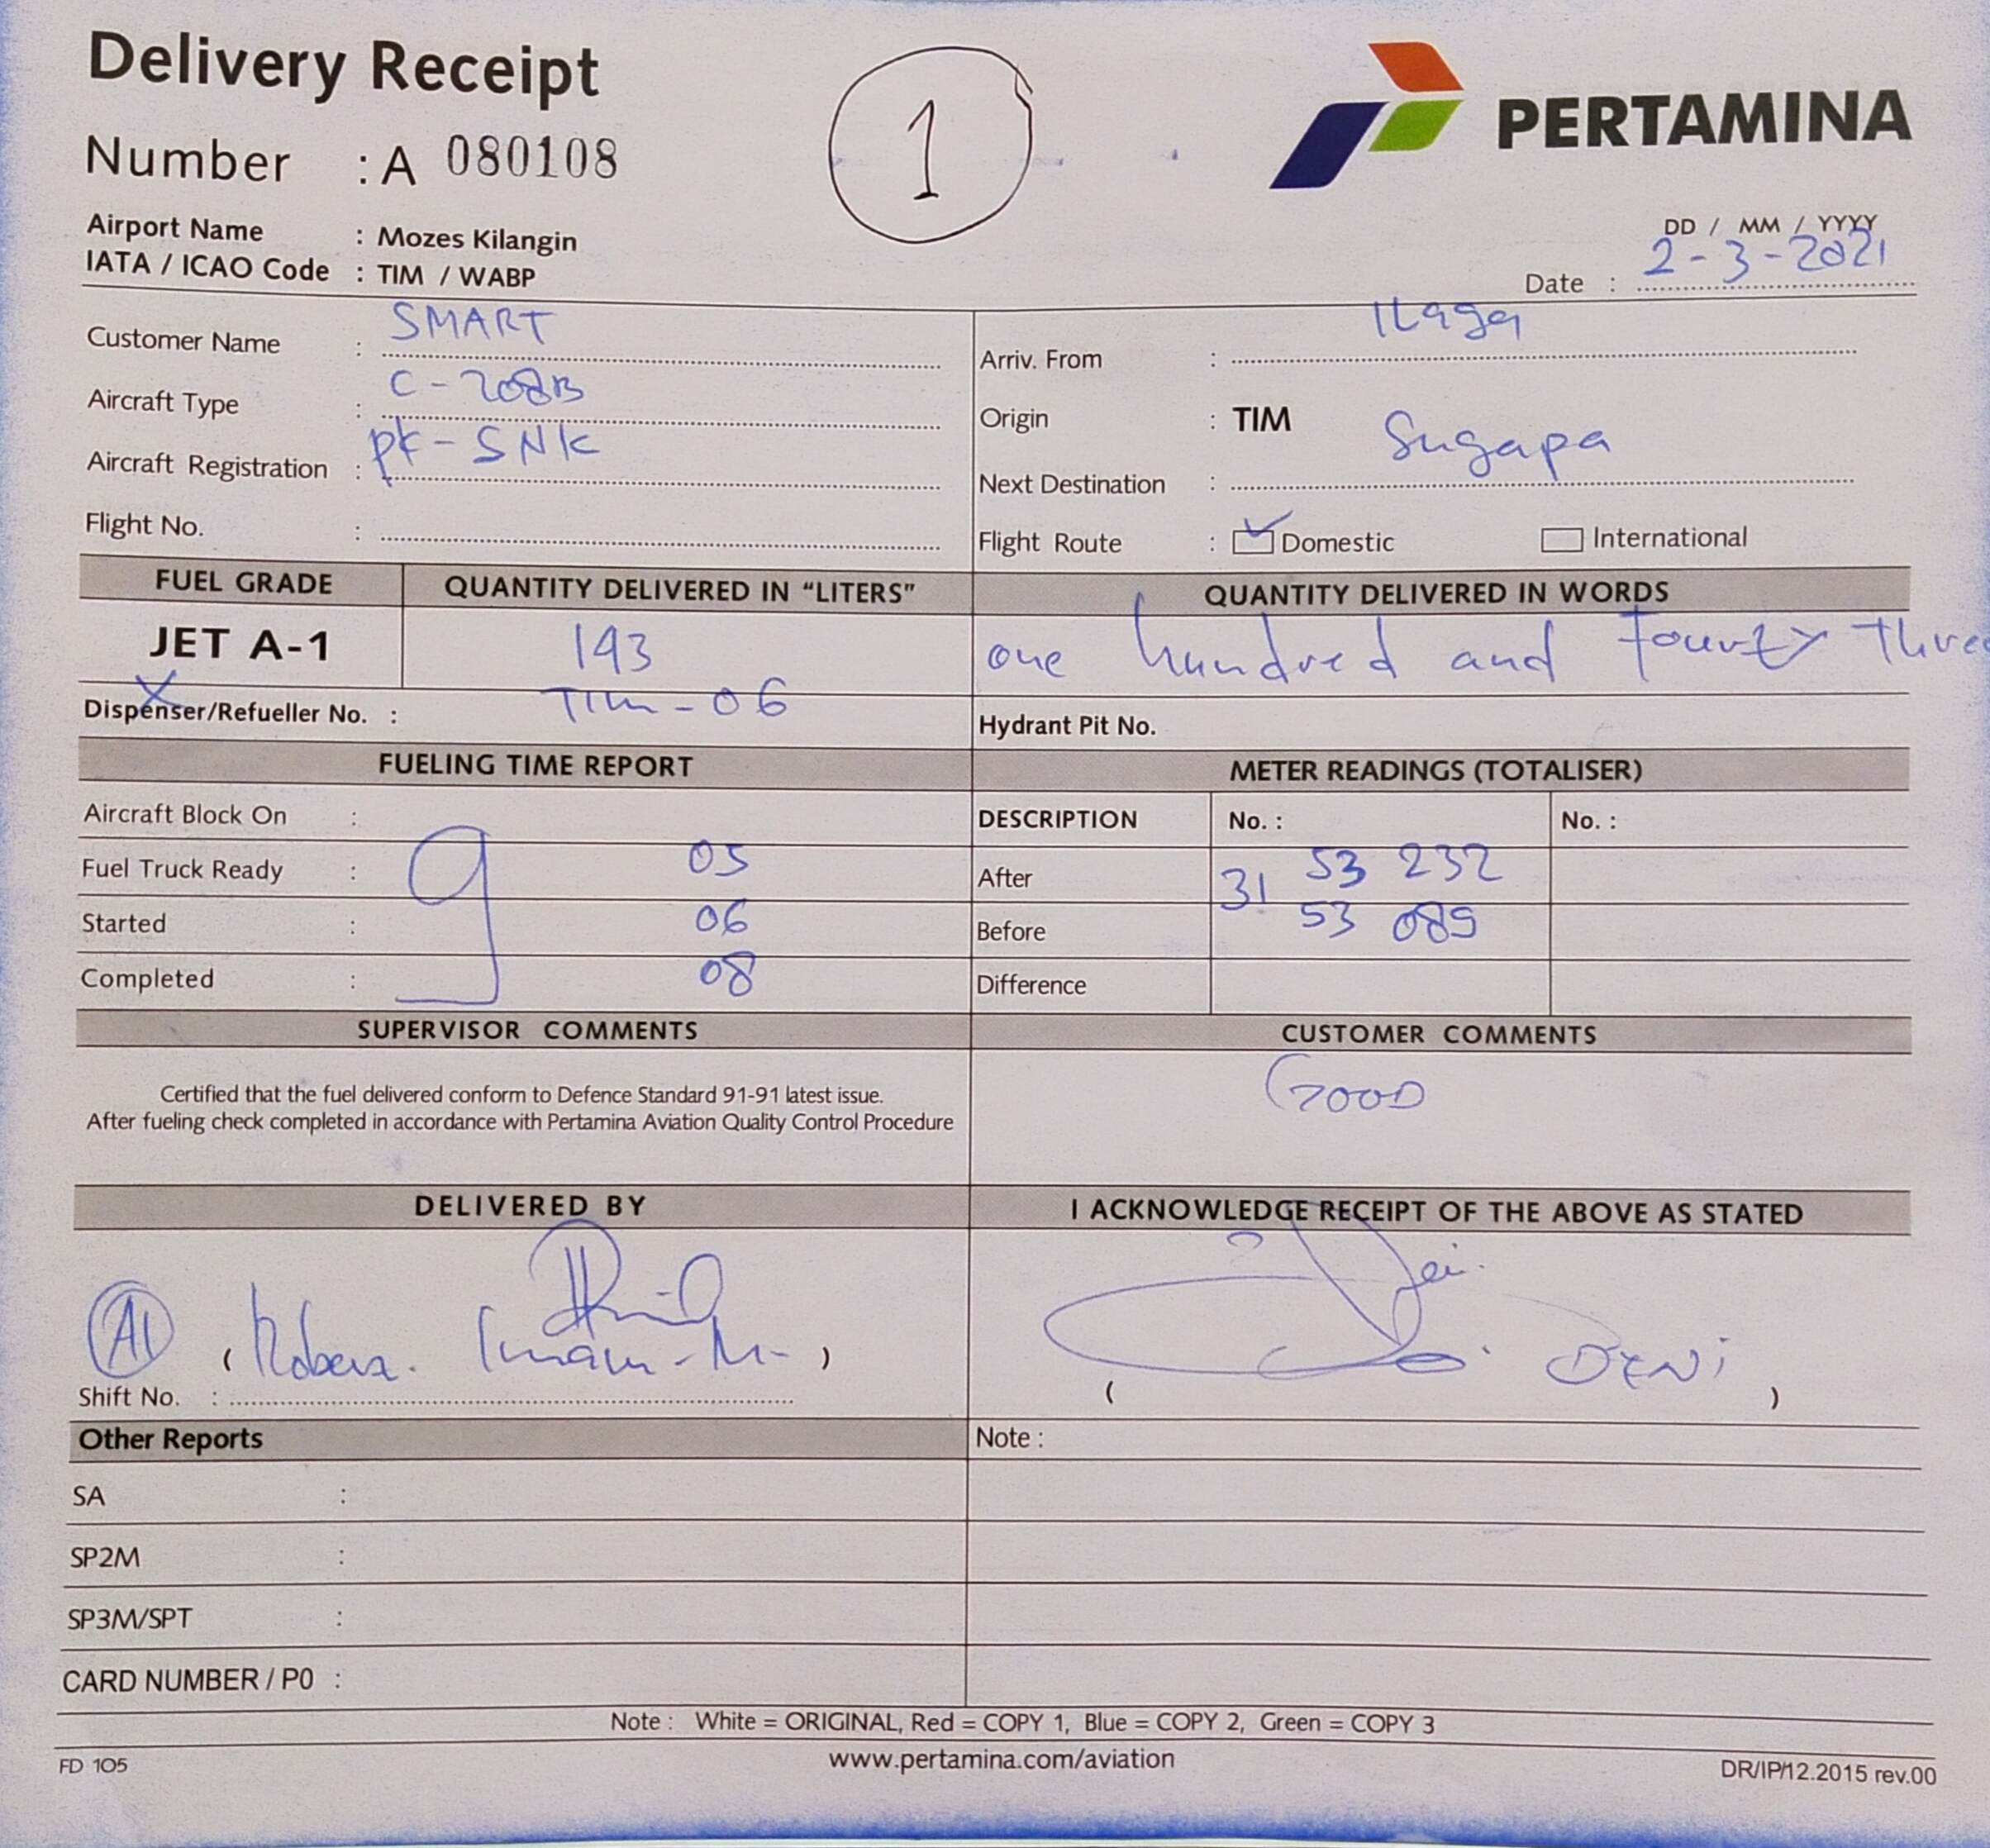 Delivery Receipt
1
PERTAMINA
Number : A 080108
Airport Name : Mozes Kilangin
IATA / ICAO Code : TIM / WABP
DD / MM / YYYY
Date : 2-3-2021
Customer Name : SMART
Arriv. From : Ilaga
Aircraft Type : C-208B
Origin : TIM
Aircraft Registration : PK-SNK
Next Destination : Sugapa
Flight No. :
Flight Route : Domestic International
FUEL GRADE QUANTITY DELIVERED IN “LITERS” QUANTITY DELIVERED IN WORDS
JET A-1 143 one hundred and fourty three
Dispenser/Refueller No. : TIM-06 Hydrant Pit No.
FUELING TIME REPORT METER READINGS (TOTALISER)
Aircraft Block On : DESCRIPTION No. : No. :
Fuel Truck Ready : 9 05 After 31 53 232
Started : 06 Before 53 089
Completed : 08 Difference
SUPERVISOR COMMENTS CUSTOMER COMMENTS
Certified that the fuel delivered conform to Defence Standard 91-91 latest issue.
After fueling check completed in accordance with Pertamina Aviation Quality Control Procedure
GOOD
DELIVERED BY I ACKNOWLEDGE RECEIPT OF THE ABOVE AS STATED
A1 ( Imam-M- ) ( DENI )
Shift No. :
Other Reports Note :
SA :
SP2M :
SP3M/SPT :
CARD NUMBER / P0 :
Note : White = ORIGINAL, Red = COPY 1, Blue = COPY 2, Green = COPY 3
FD 105 www.pertamina.com/aviation DR/IP/12.2015 rev.00